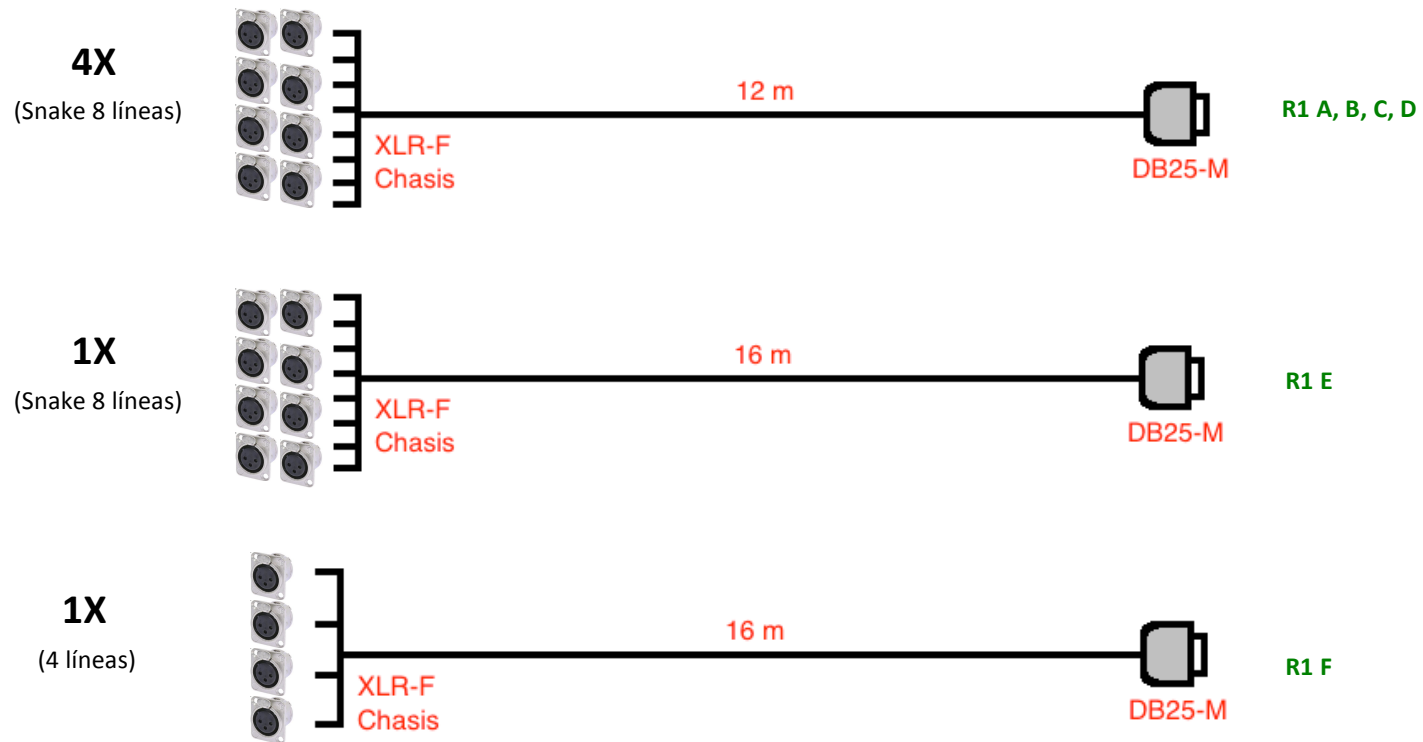 4X
(Snake 8 líneas)
XLR-F
Chasis
12 m
DB25-M
R1 A, B, C, D
1X
(Snake 8 líneas)
XLR-F
Chasis
16 m
DB25-M
R1 E
1X
(4 líneas)
XLR-F
Chasis
16 m
DB25-M
R1 F